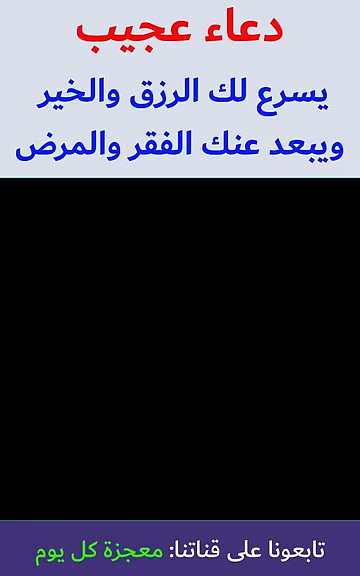 دعاء عجيب
يسرع لك الرزق والخير
ويبعد عنك الفقر والمرض
تابعونا على قناتنا: معجزة كل يوم